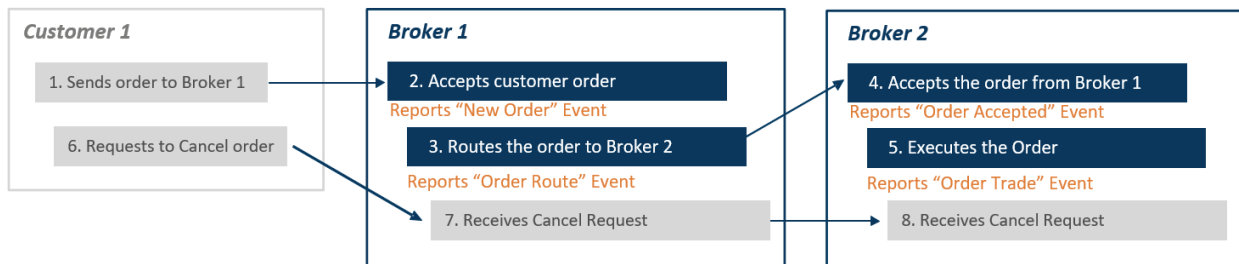 Customer 1
1. Sends order to Broker 1
6. Requests to Cancel order
Broker 1
2. Accepts customer order
Reports “New Order” Event
3. Routes the order to Broker 2
Reports “Order Route” Event
7. Receives Cancel Request
Broker 2
4. Accepts the order from Broker 1
Reports “Order Accepted” Event
5. Executes the Order
Reports “Order Trade” Event
8. Receives Cancel Request